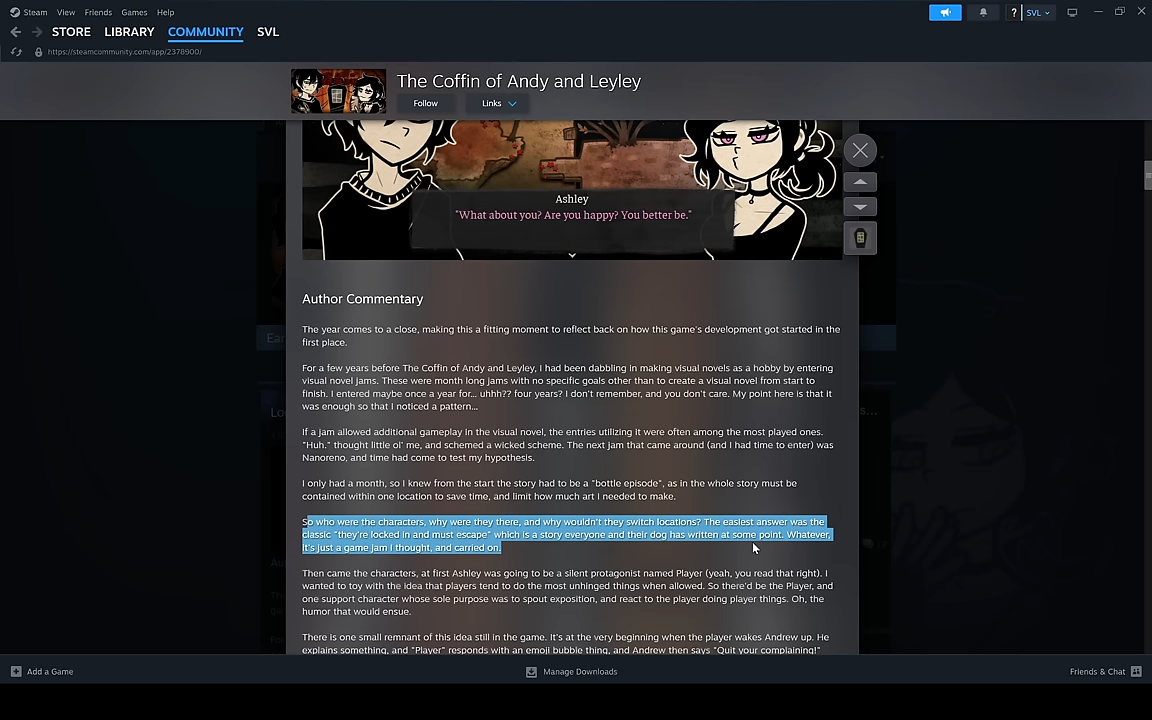 Steam View Friends Games Help
? SVL
STORE LIBRARY COMMUNITY SVL
https://steamcommunity.com/app/2378900/
The Coffin of Andy and Leyley
Follow Links
Ashley
"What about you? Are you happy? You better be."
Author Commentary
The year comes to a close, making this a fitting moment to reflect back on how this game's development got started in the
first place.
For a few years before The Coffin of Andy and Leyley, I had been dabbling in making visual novels as a hobby by entering
visual novel jams. These were month long jams with no specific goals other than to create a visual novel from start to
finish. I entered maybe once a year for... uhhh?? four years? I don't remember, and you don't care. My point here is that it
was enough so that I noticed a pattern...
If a jam allowed additional gameplay in the visual novel, the entries utilizing it were often among the most played ones.
"Huh." thought little ol' me, and schemed a wicked scheme. The next jam that came around (and I had time to enter) was
Nanoreno, and time had come to test my hypothesis.
I only had a month, so I knew from the start the story had to be a "bottle episode", as in the whole story must be
contained within one location to save time, and limit how much art I needed to make.
So who were the characters, why were they there, and why wouldn't they switch locations? The easiest answer was the
classic "they're locked in and must escape" which is a story everyone and their dog has written at some point. Whatever,
it's just a game jam I thought, and carried on.
Then came the characters, at first Ashley was going to be a silent protagonist named Player (yeah, you read that right). I
wanted to toy with the idea that players tend to do the most unhinged things when allowed. So there'd be the Player, and
one support character whose sole purpose was to spout exposition, and react to the player doing player things. Oh, the
humor that would ensue.
There is one small remnant of this idea still in the game. It's at the very beginning when the player wakes Andrew up. He
explains something, and "Player" responds with an emoji bubble thing, and Andrew then says "Quit your complaining!"
Add a Game Manage Downloads Friends & Chat